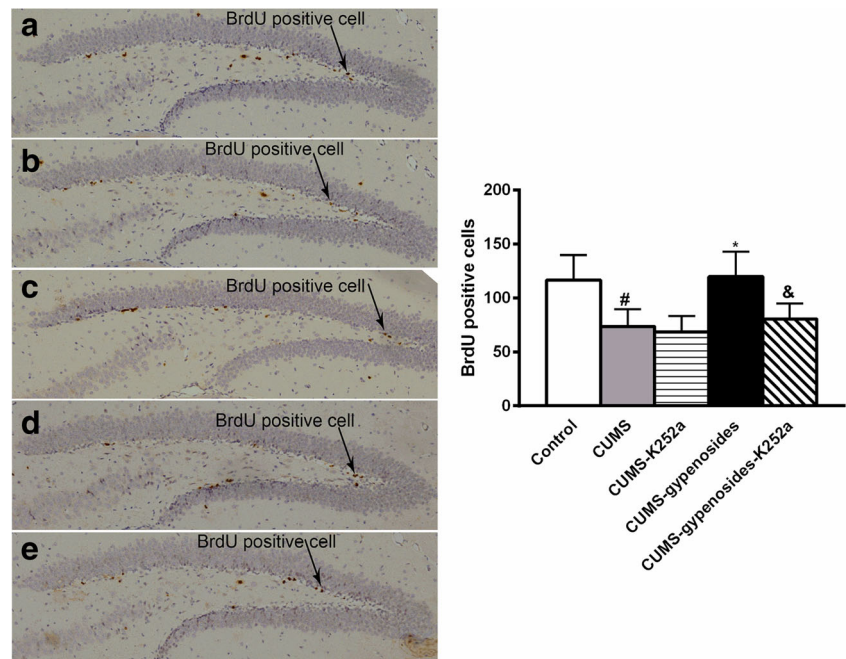 a
BrdU positive cell
b
BrdU positive cell
c
BrdU positive cell
d
BrdU positive cell
e
BrdU positive cell
BrdU positive cells
200
150
100
50
0
#
*
&
Control
CUMS
CUMS-K252a
CUMS-gypenosides
CUMS-gypenosides-K252a